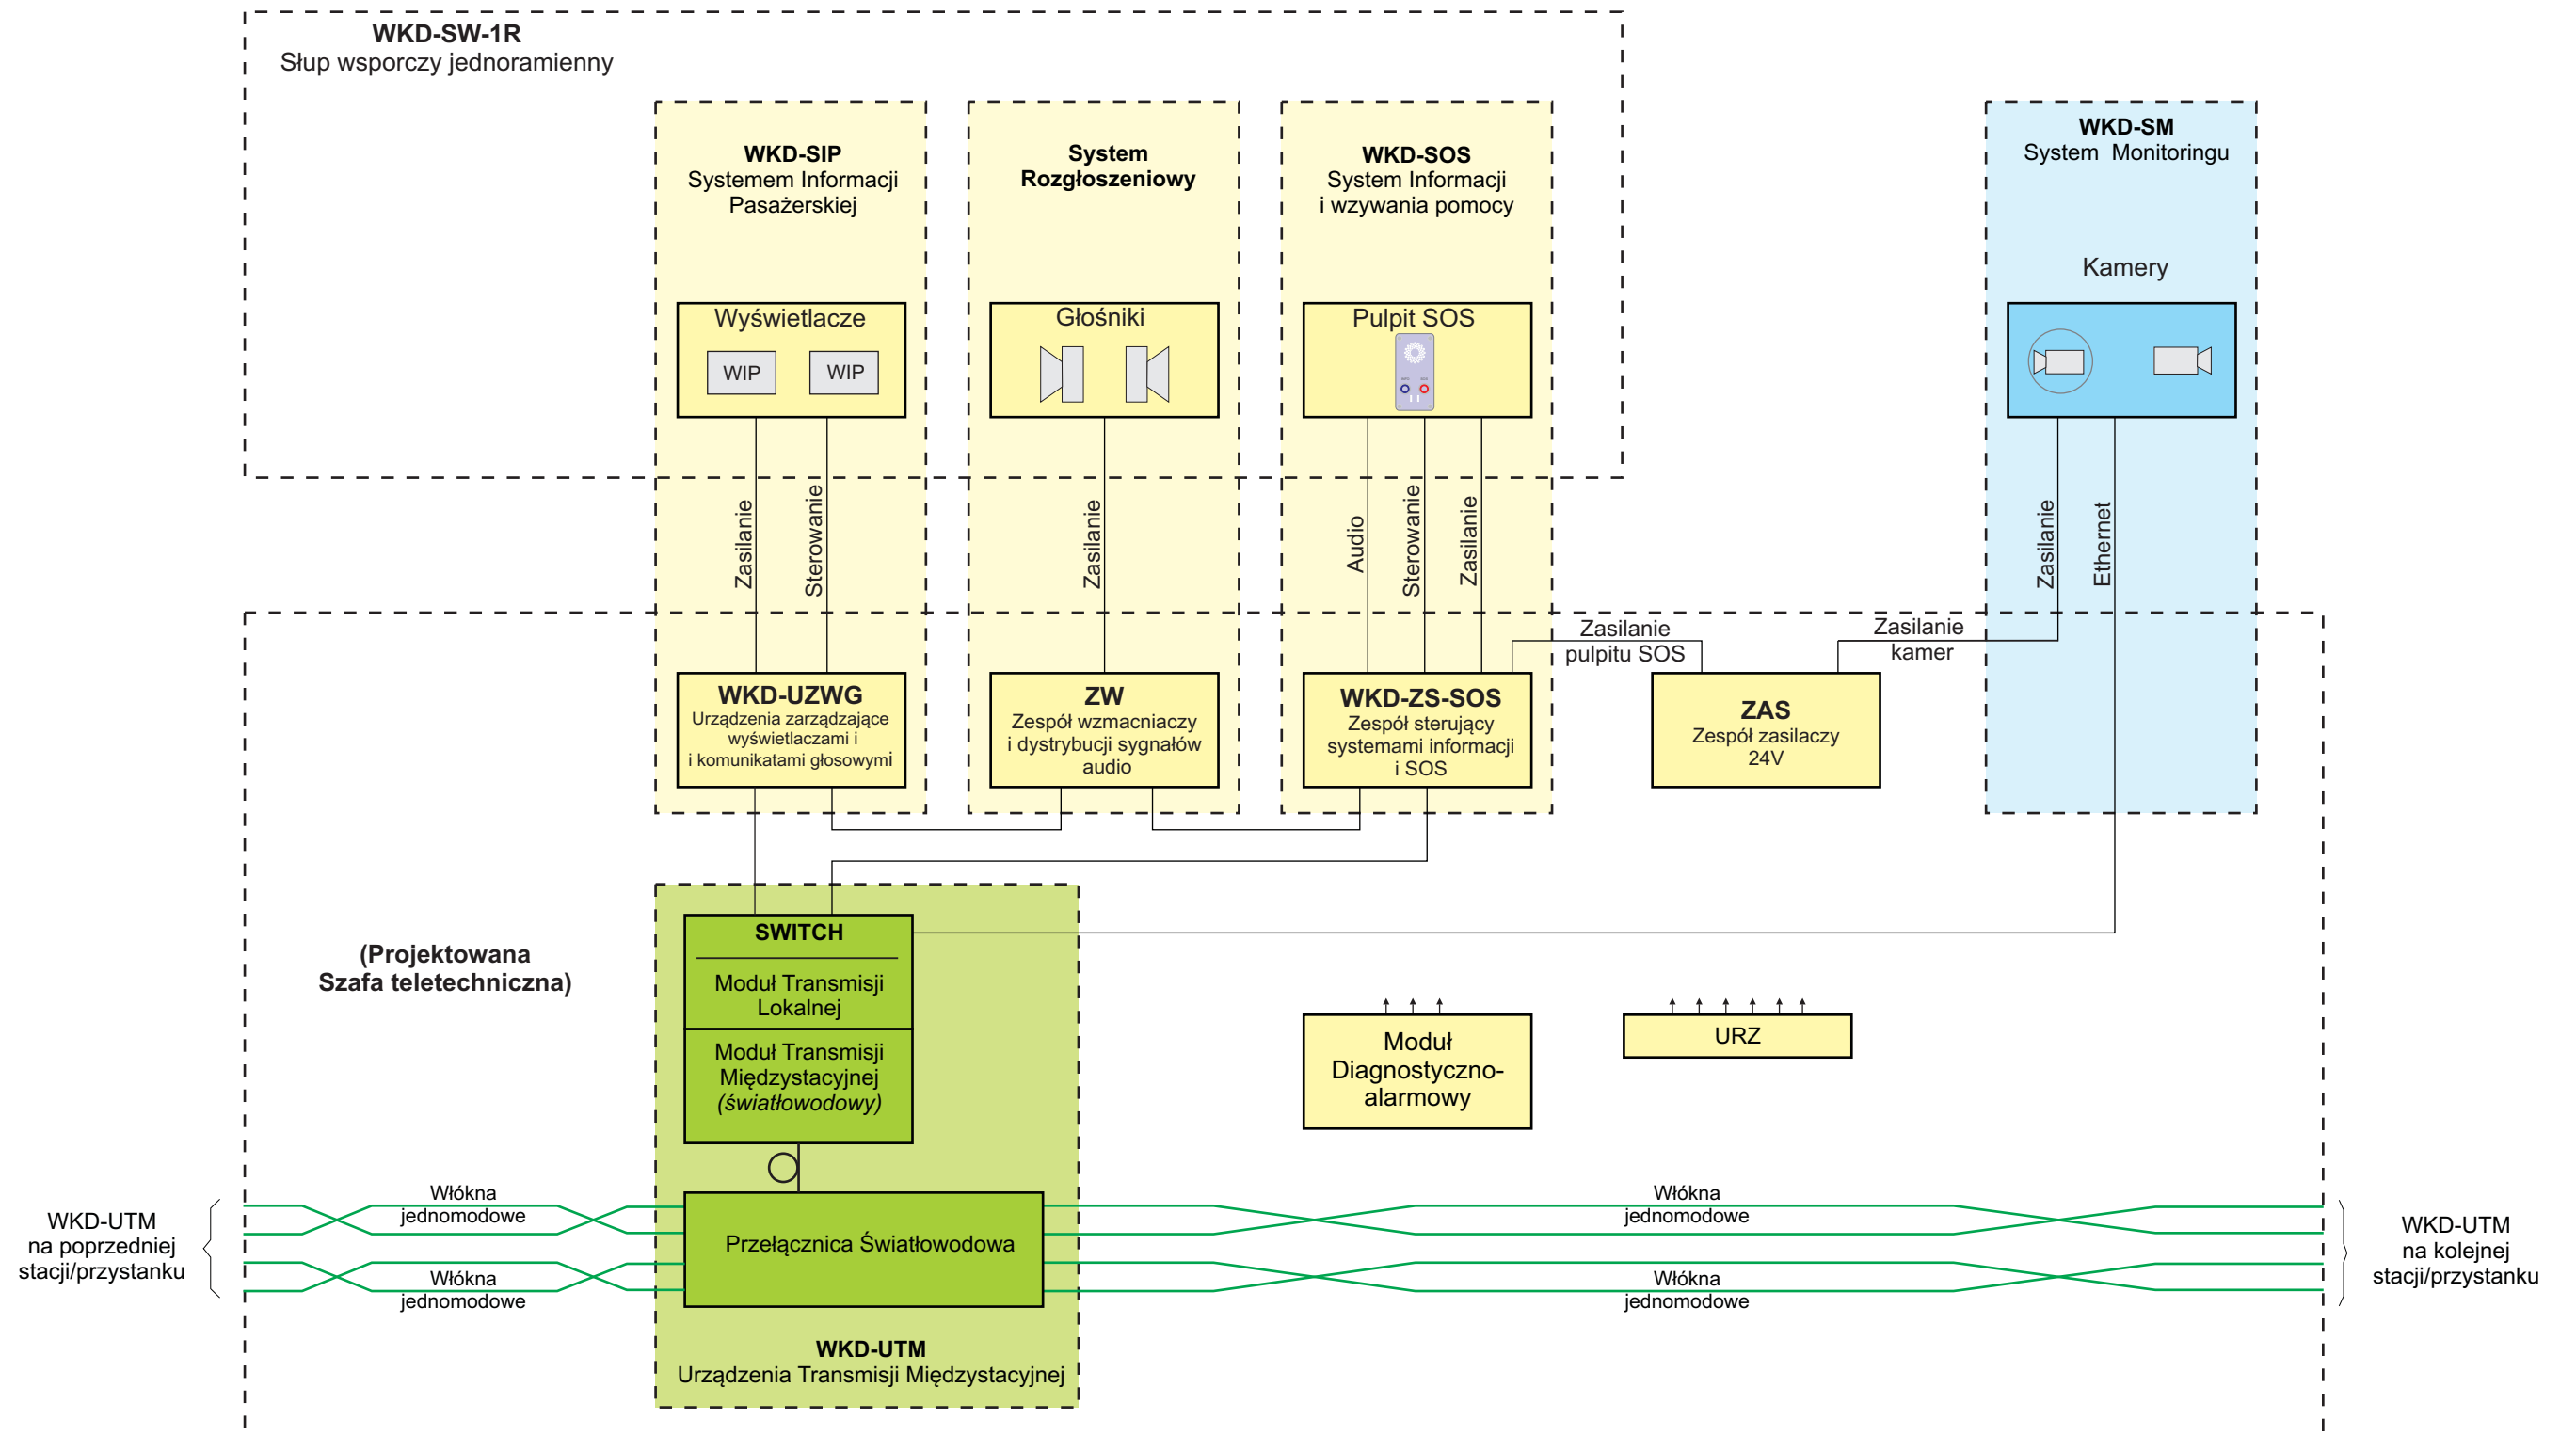 WKD-SW-1R
Słup wsporczy jednoramienny
WKD-SIP
Systemem Informacji
Pasażerskiej
System
Rozgłoszeniowy
WKD-SOS
System Informacji
i wzywania pomocy
WKD-SM
System Monitoringu
Kamery
Wyświetlacze
WIP
WIP
Głośniki
Pulpit SOS
Zasilanie
Sterowanie
Zasilanie
Audio
Sterowanie
Zasilanie
Zasilanie
Ethernet
Zasilanie
pulpitu SOS
Zasilanie
kamer
WKD-UZWG
Urządzenia zarządzające
wyświetlaczami i
i komunikatami głosowymi
ZW
Zespół wzmacniaczy
i dystrybucji sygnałów
audio
WKD-ZS-SOS
Zespół sterujący
systemami informacji
i SOS
ZAS
Zespół zasilaczy
24V
(Projektowana
Szafa teletechniczna)
SWITCH
Moduł Transmisji
Lokalnej
Moduł Transmisji
Międzystacyjnej
(światłowodowy)
Moduł
Diagnostyczno-
alarmowy
URZ
WKD-UTM
na poprzedniej
stacji/przystanku
Włókna
jednomodowe
Włókna
jednomodowe
Przełącznica Światłowodowa
Włókna
jednomodowe
Włókna
jednomodowe
WKD-UTM
na kolejnej
stacji/przystanku
WKD-UTM
Urządzenia Transmisji Międzystacyjnej